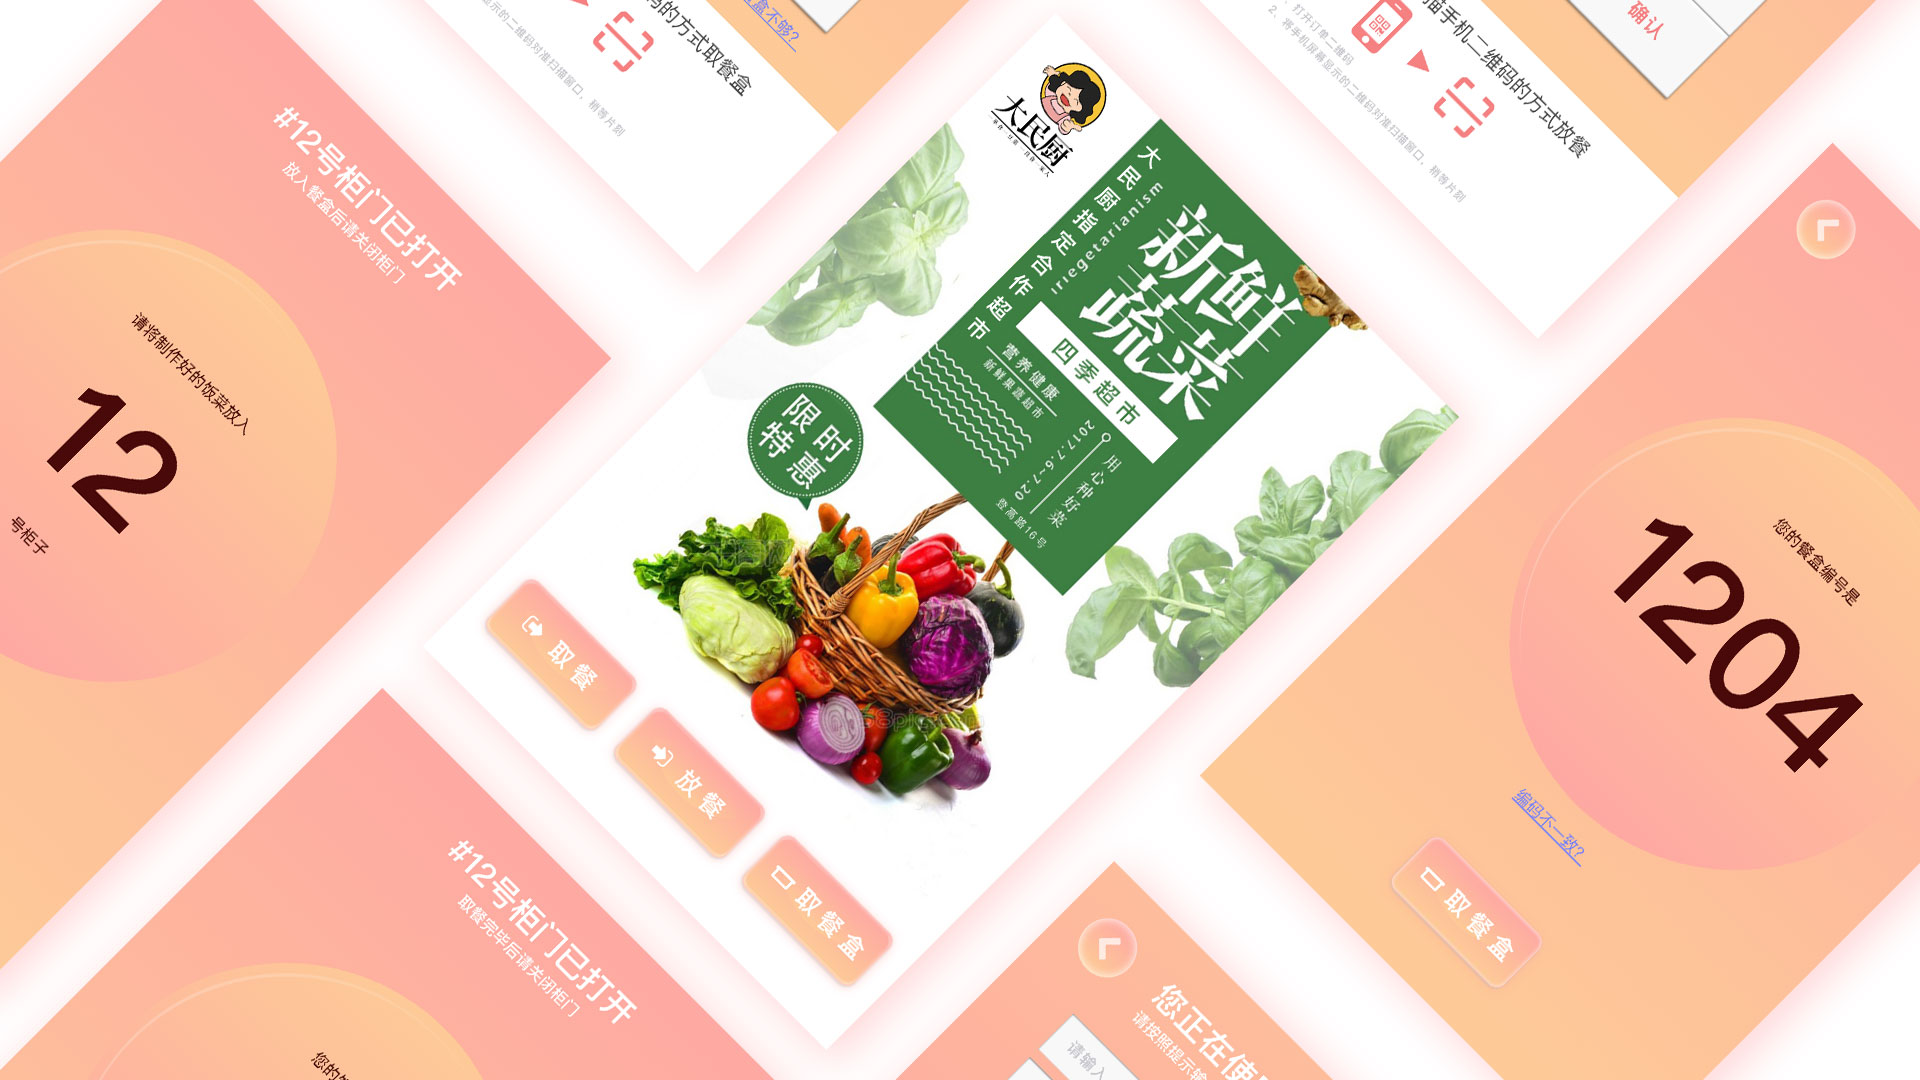 #12号柜门已打开
放入餐盒后请关闭柜门
请将制作好的饭菜放入
12
号柜子
码的方式取餐盒
显示的二维码对准扫描窗口，稍等片刻
盒不够?
大民厨
大民厨指定合作超市
irregetarianism
新鲜
蔬菜
四季超市
营养健康
新鲜果蔬超市
2017.7.6~7.20
用心种好菜
登高路16号
限时
特惠
取餐
放餐
取餐盒
描手机二维码的方式放餐
1. 打开订单二维码
2. 将手机屏幕显示的二维码对准扫描窗口，稍等片刻
确认
您的餐盒编号是
1204
编码不一致?
取餐盒
#12号柜门已打开
取餐完毕后请关闭柜门
您的
您正在使
请按照提示输
请输入